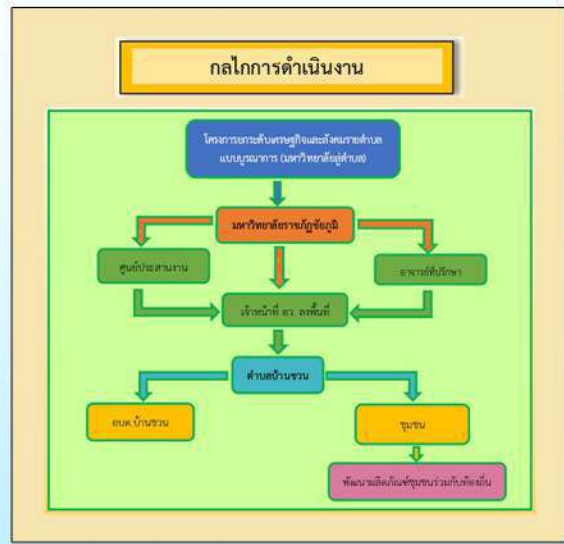 กลไกการดำเนินงาน
โครงการยกระดับเศรษฐกิจและสังคมรายตำบล
แบบบูรณาการ (มหาวิทยาลัยสู่ตำบล)
มหาวิทยาลัยราชภัฏชัยภูมิ
ศูนย์ประสานงาน
อาจารย์ที่ปรึกษา
เจ้าหน้าที่ อว. ลงพื้นที่
ตำบลบ้านชวน
อบต.บ้านชวน
ชุมชน
พัฒนาผลิตภัณฑ์ชุมชนร่วมกับท้องถิ่น